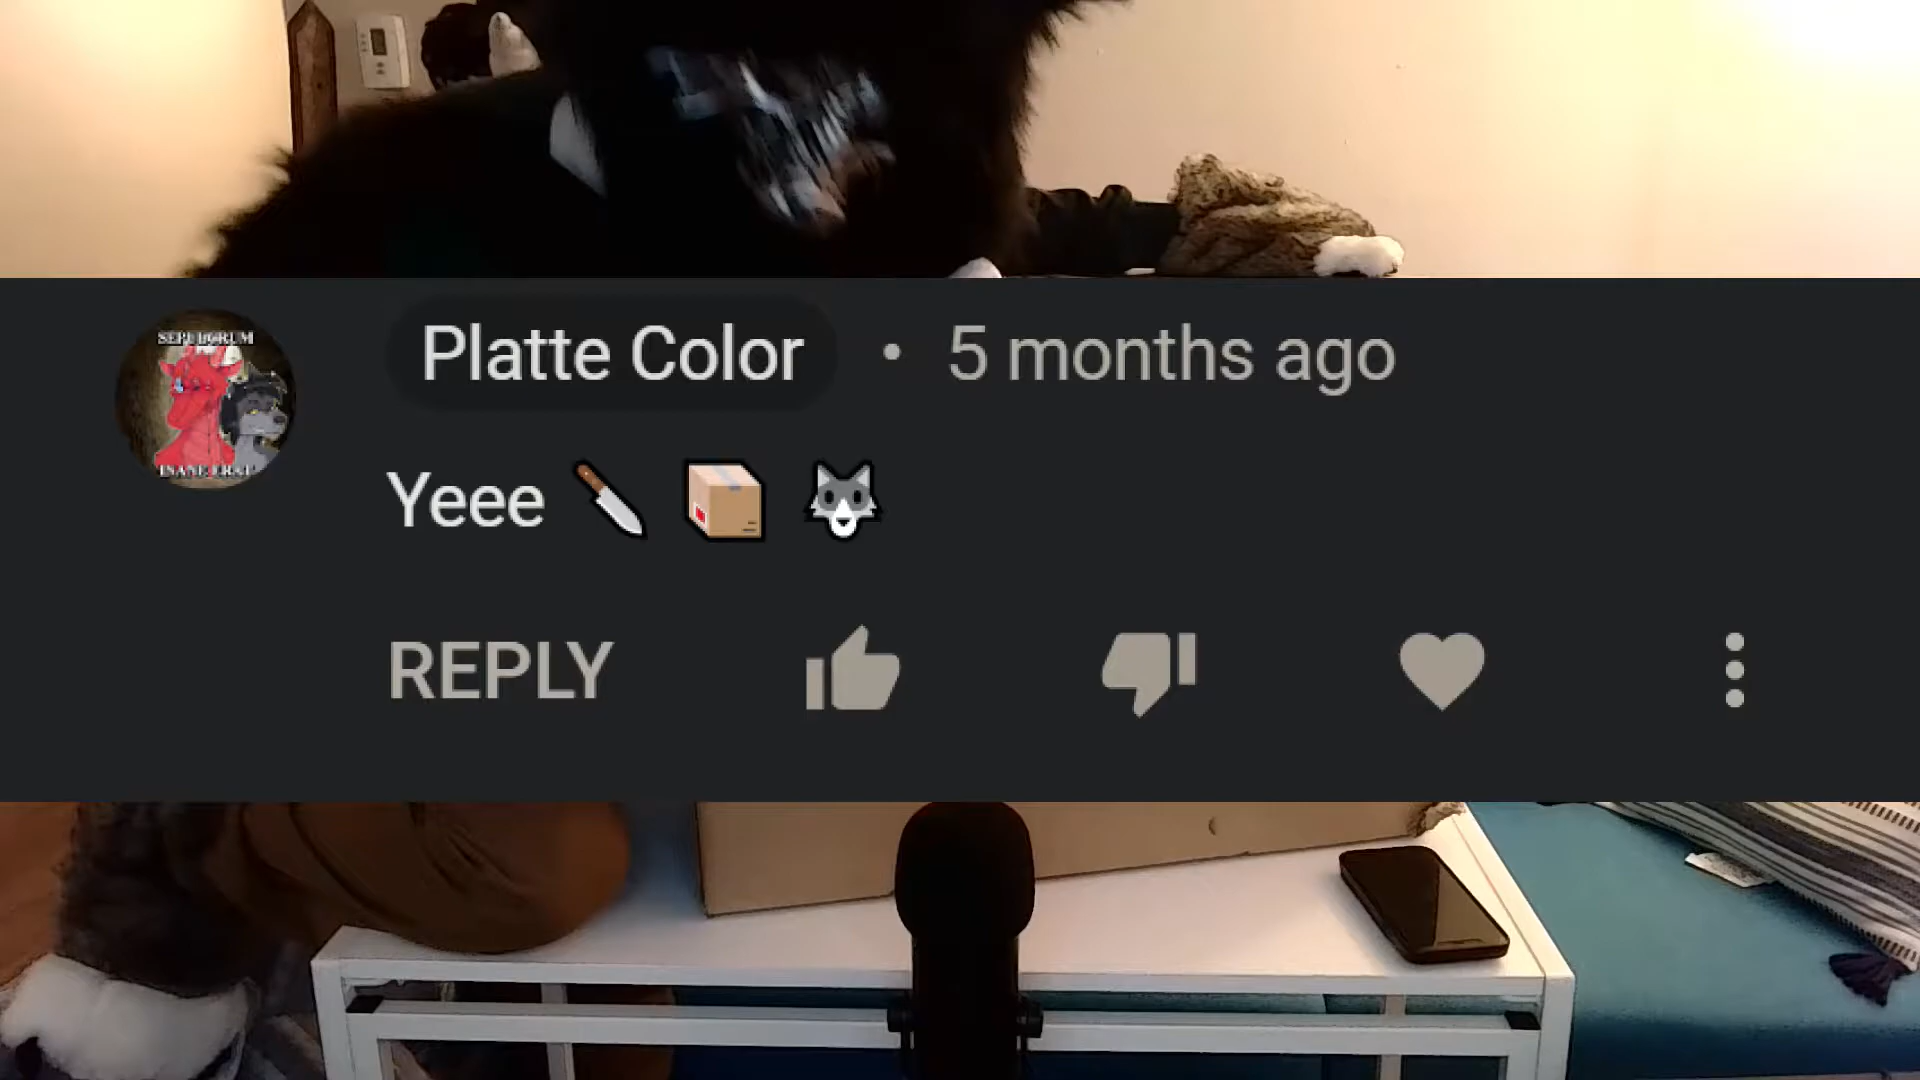 Platte Color • 5 months ago
Yeee 🔪 📦 🐺
REPLY